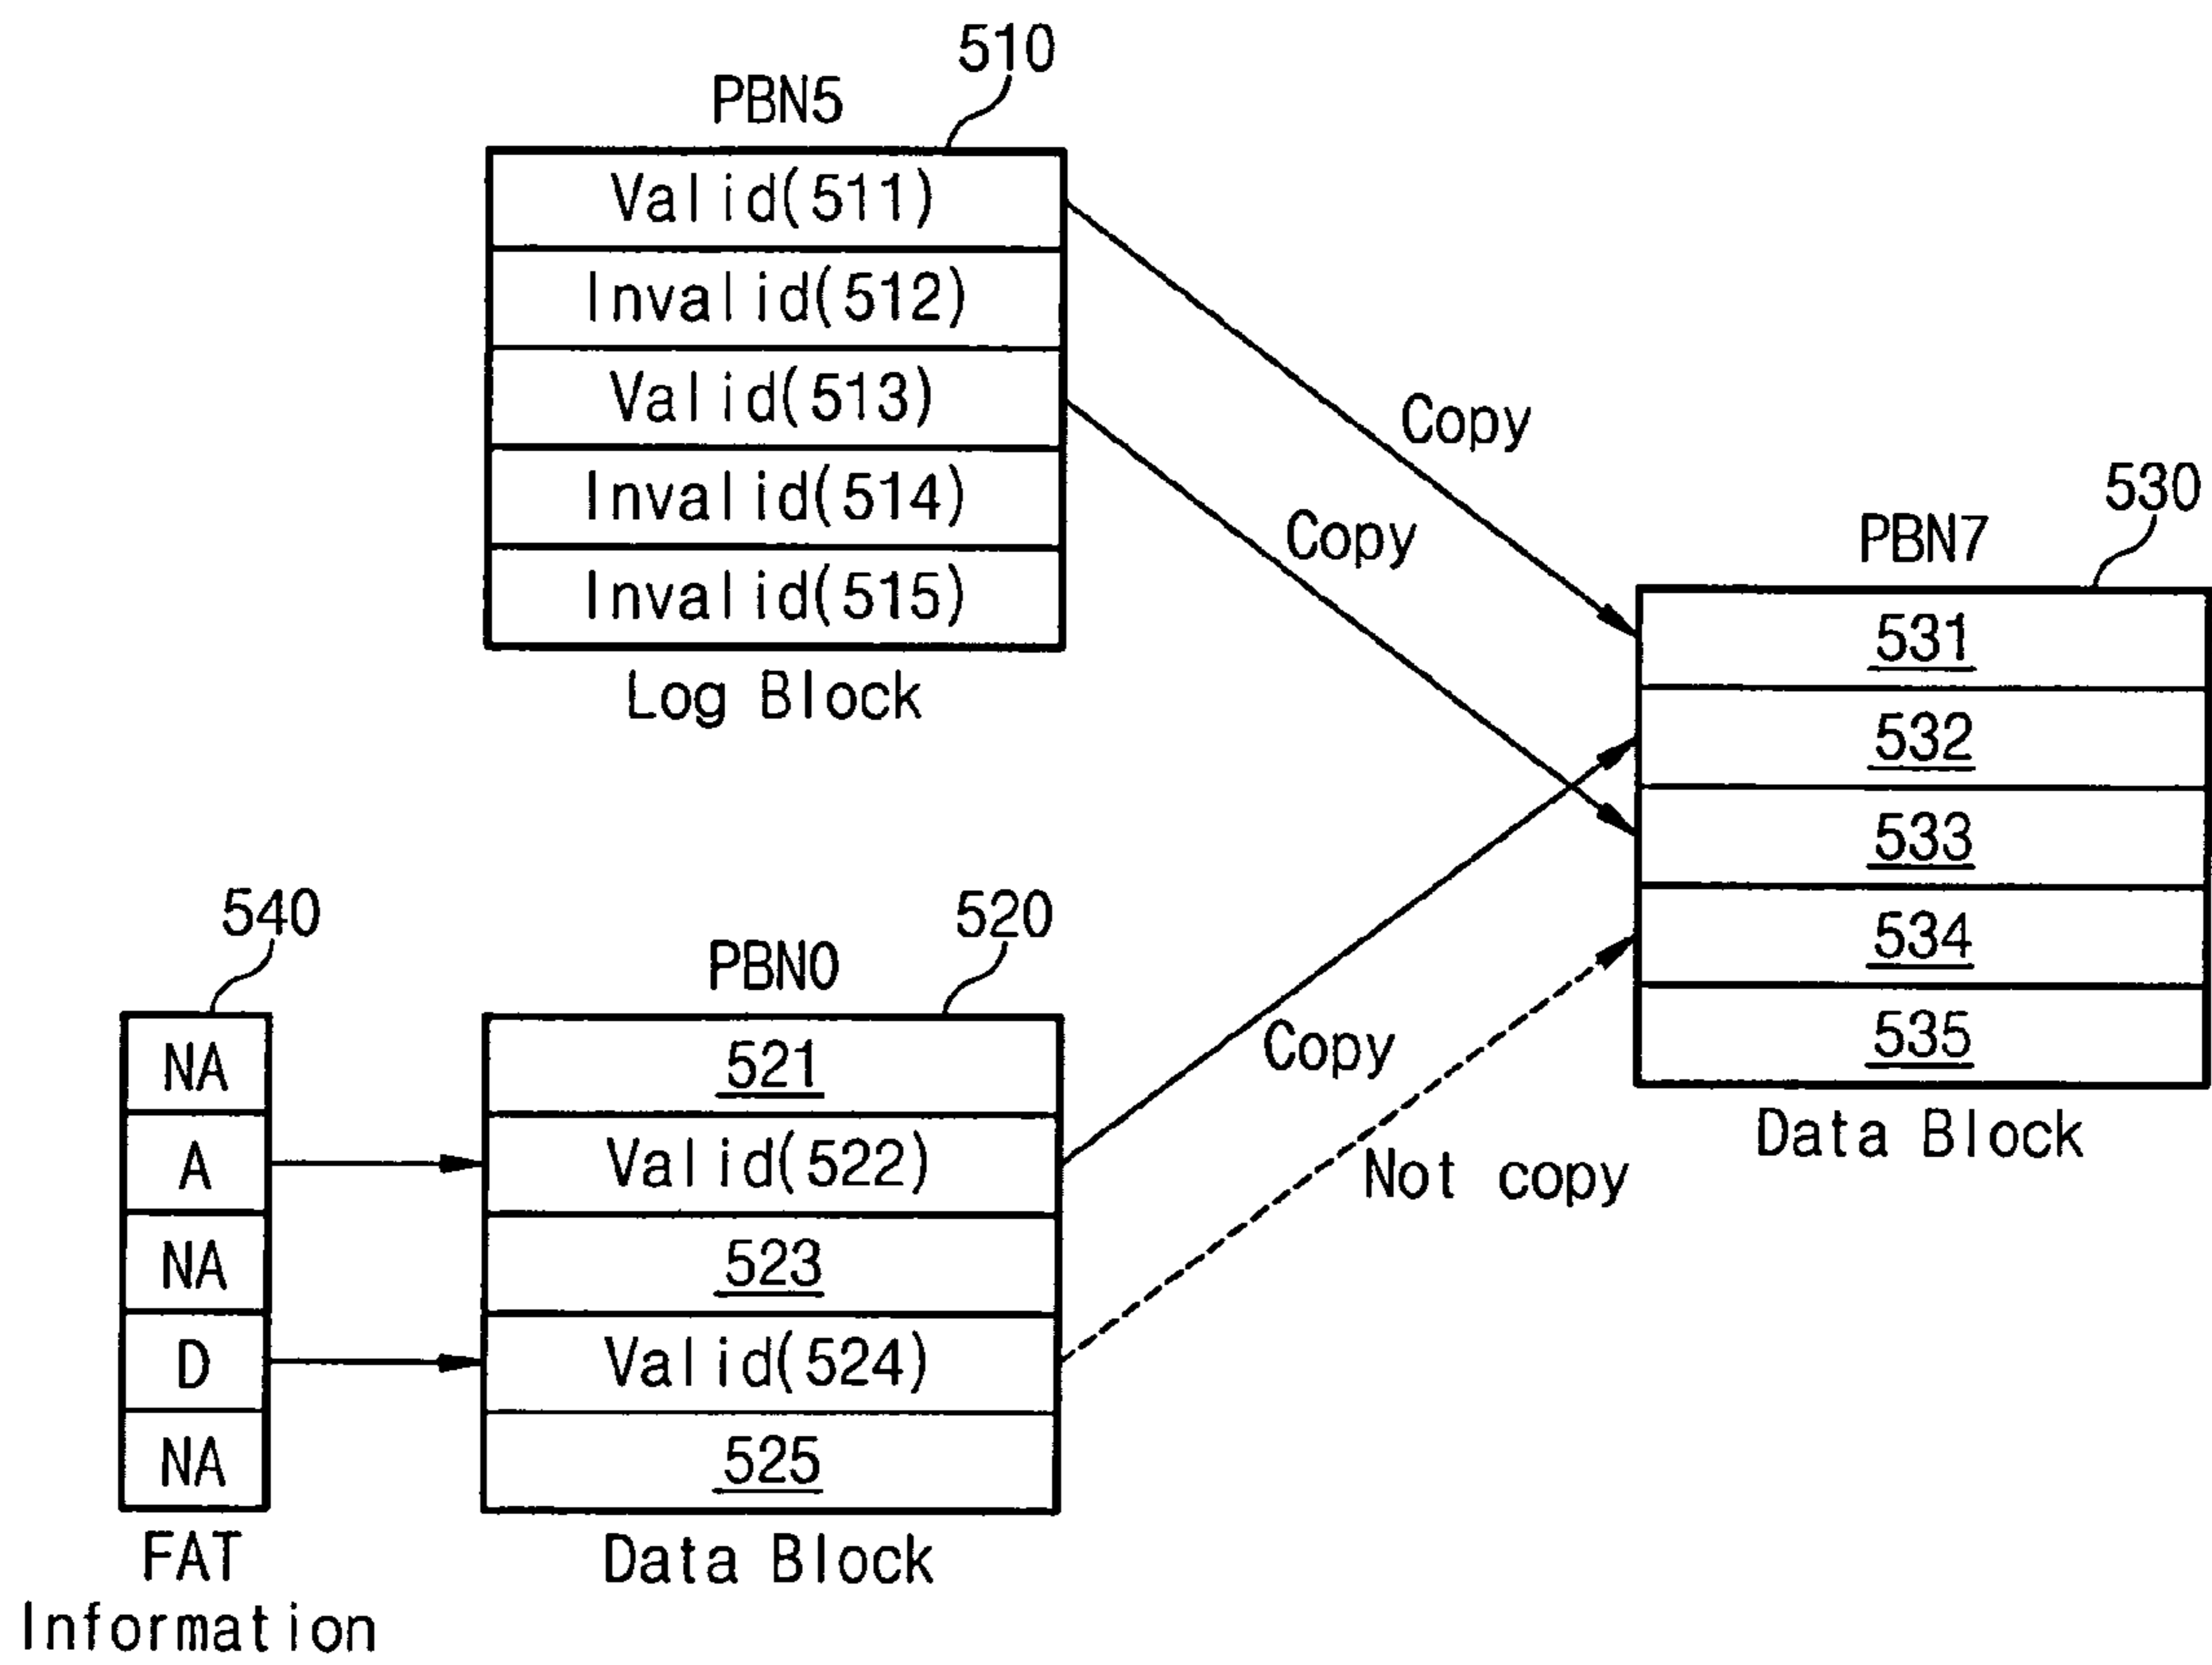 510
PBN5
Valid(511)
Invalid(512)
Valid(513)
Invalid(514)
Invalid(515)
Log Block
Copy
Copy
530
PBN7
531
532
533
534
535
Data Block
540
NA
A
NA
D
NA
FAT
Information
520
PBN0
521
Valid(522)
523
Valid(524)
525
Data Block
Copy
Not copy